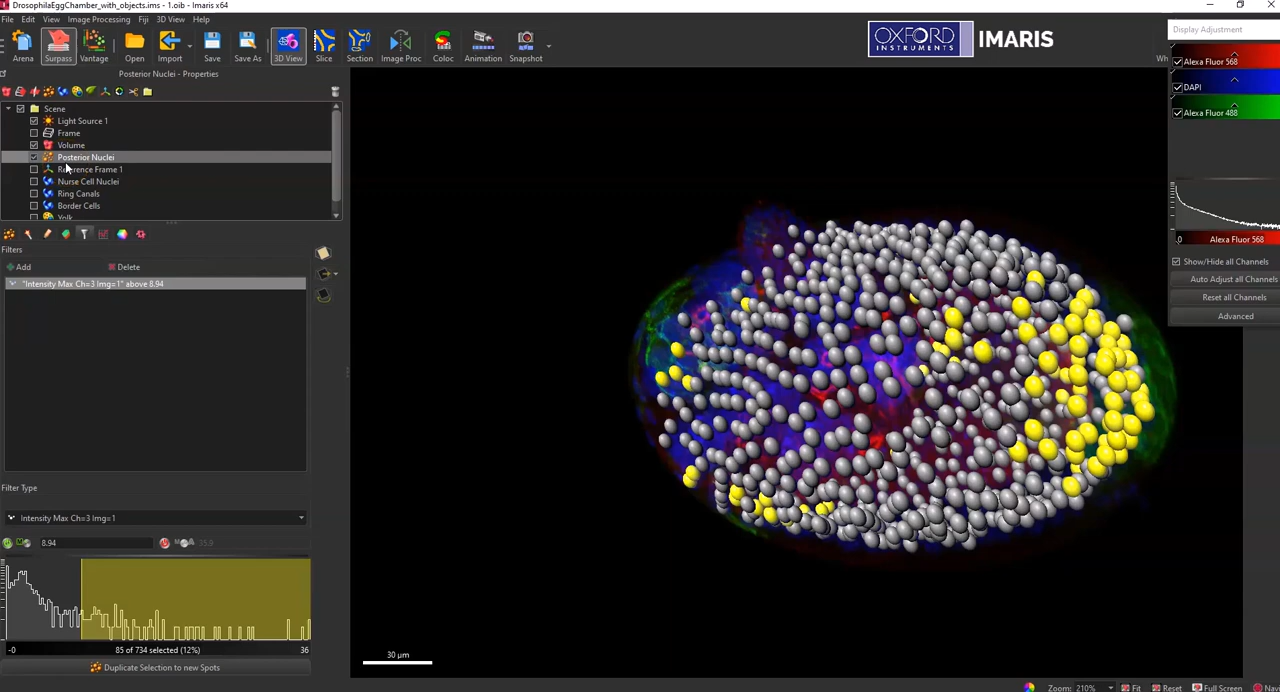 DrosophilaEggChamber_with_objects.ims - 1.oib - Imaris x64
File Edit View Image Processing Fiji 3D View Help
Arena Surpass Vantage Open Import Save Save As 3D View Slice Section Image Proc Coloc Animation Snapshot
OXFORD INSTRUMENTS IMARIS
Wh
Display Adjustment
Alexa Fluor 568
DAPI
Alexa Fluor 488
0 Alexa Fluor 568
Show/Hide all Channels
Auto Adjust all Channels
Reset all Channels
Advanced
Posterior Nuclei - Properties
Scene
Light Source 1
Frame
Volume
Posterior Nuclei
Reference Frame 1
Nurse Cell Nuclei
Ring Canals
Border Cells
Yolk
Filters
Add Delete
"Intensity Max Ch=3 Img=1" above 8.94
Filter Type
Intensity Max Ch=3 Img=1
8.94 35.9
-0 85 of 734 selected (12%) 36
Duplicate Selection to new Spots
30 µm
Zoom: 210% Fit Reset Full Screen Navi